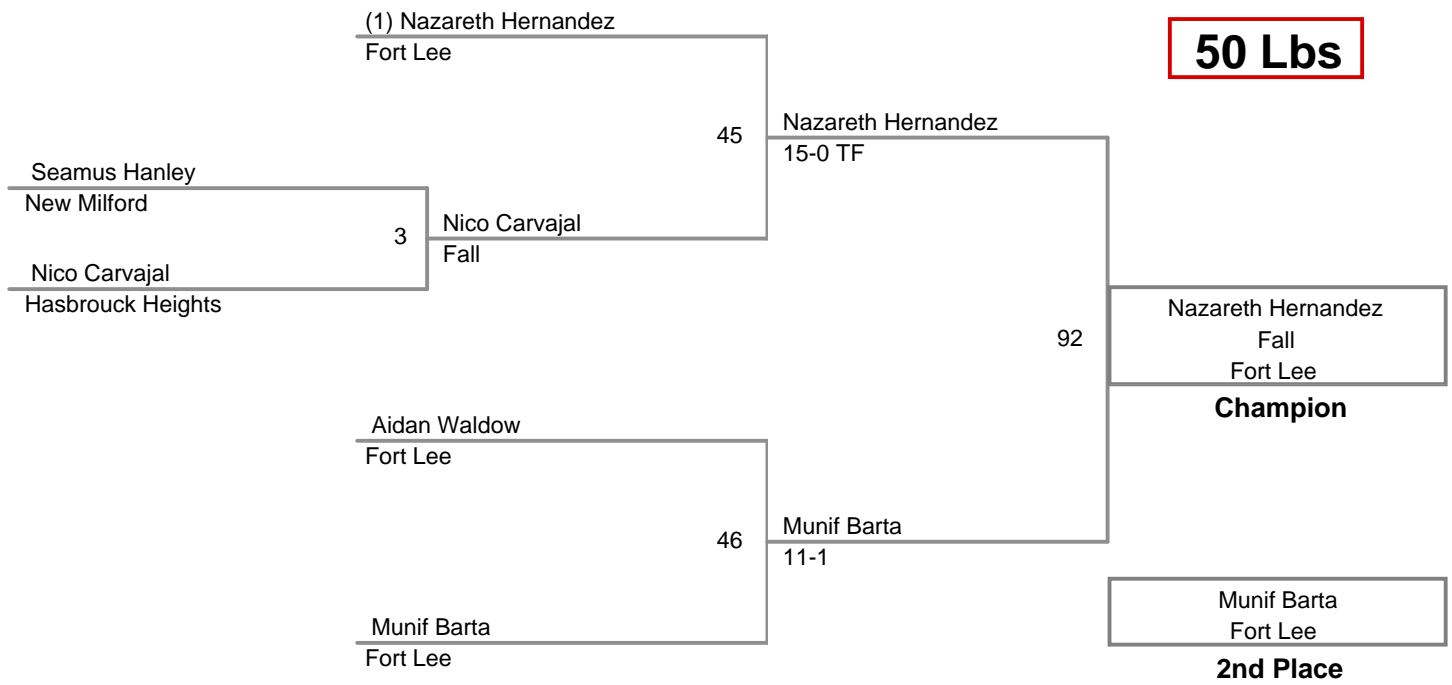 (1) Nazareth Hernandez
Fort Lee
50 Lbs
45
Nazareth Hernandez
15-0 TF
Seamus Hanley
New Milford
3
Nico Carvajal
Fall
Nico Carvajal
Hasbrouck Heights
92
Nazareth Hernandez
Fall
Fort Lee
Champion
Aidan Waldow
Fort Lee
46
Munif Barta
11-1
Munif Barta
Fort Lee
Munif Barta
Fort Lee
2nd Place